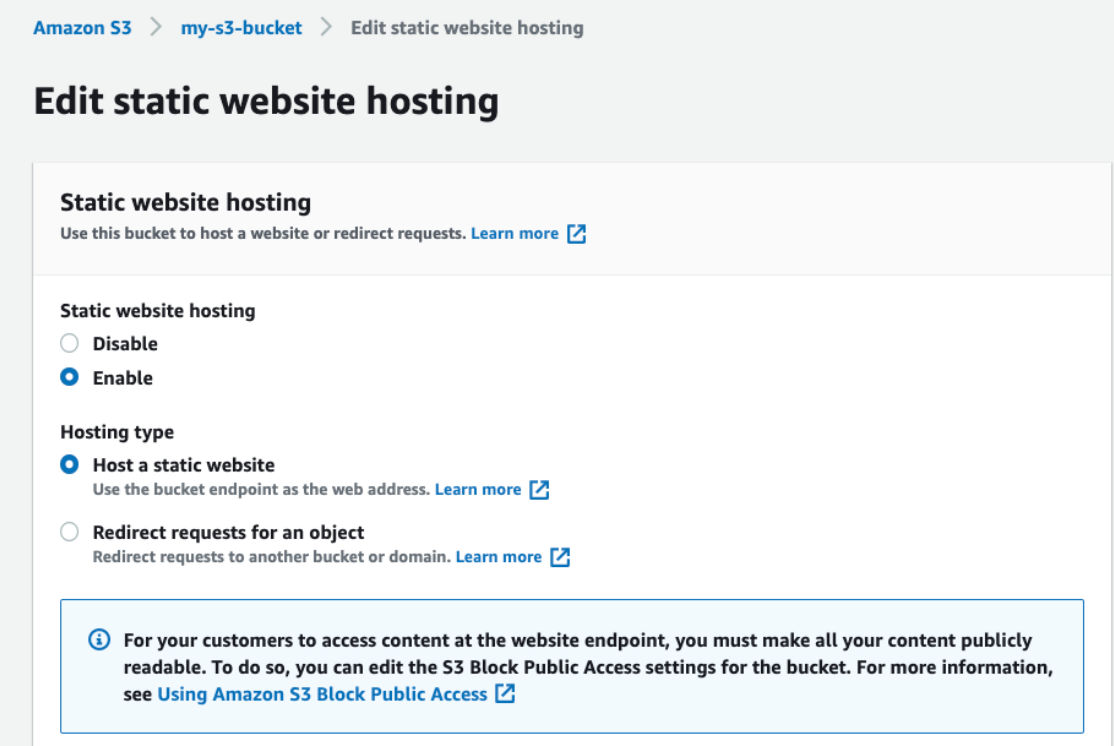 Amazon S3 > my-s3-bucket > Edit static website hosting
Edit static website hosting
Static website hosting
Use this bucket to host a website or redirect requests. Learn more
Static website hosting
Disable
Enable
Hosting type
Host a static website
Use the bucket endpoint as the web address. Learn more
Redirect requests for an object
Redirect requests to another bucket or domain. Learn more
For your customers to access content at the website endpoint, you must make all your content publicly
readable. To do so, you can edit the S3 Block Public Access settings for the bucket. For more information,
see Using Amazon S3 Block Public Access